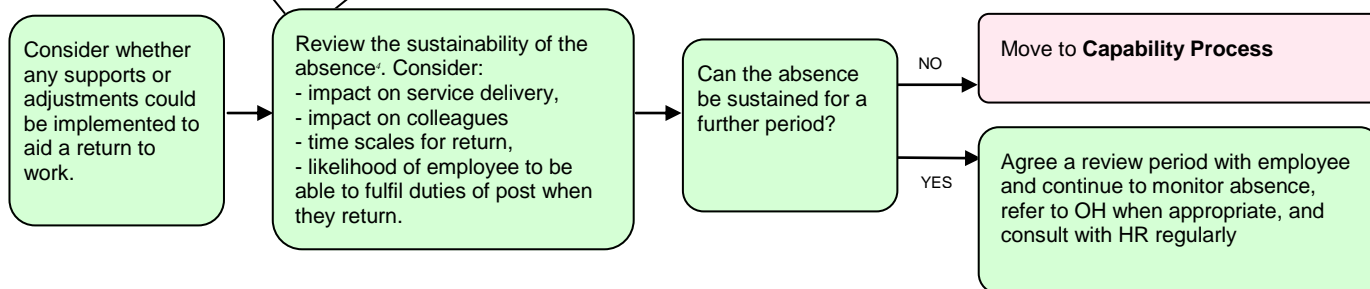 Consider whether
any supports or
adjustments could
be implemented to
aid a return to
work.
Review the sustainability of the
absence⁴. Consider:
- impact on service delivery,
- impact on colleagues
- time scales for return,
- likelihood of employee to be
able to fulfil duties of post when
they return.
Can the absence
be sustained for a
further period?
NO
Move to Capability Process
YES
Agree a review period with employee
and continue to monitor absence,
refer to OH when appropriate, and
consult with HR regularly